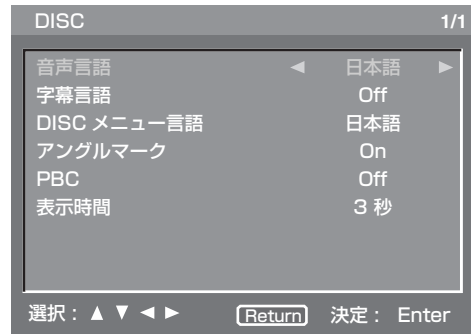 DISC 1/1
音声言語 ◀ 日本語 ▶
字幕言語 Off
DISC メニュー言語 日本語
アングルマーク On
PBC Off
表示時間 3 秒
選択 : ▲ ▼ ◀ ▶ Return 決定 : Enter